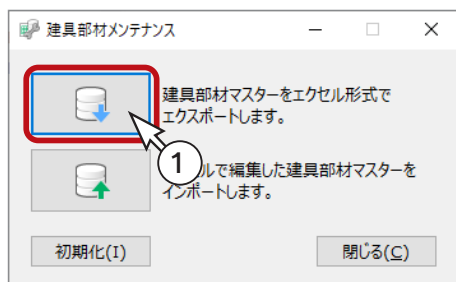 建具部材メンテナンス
建具部材マスターをエクセル形式で
エクスポートします。
1
ルで編集した建具部材マスターを
インポートします。
初期化(I)
閉じる(C)